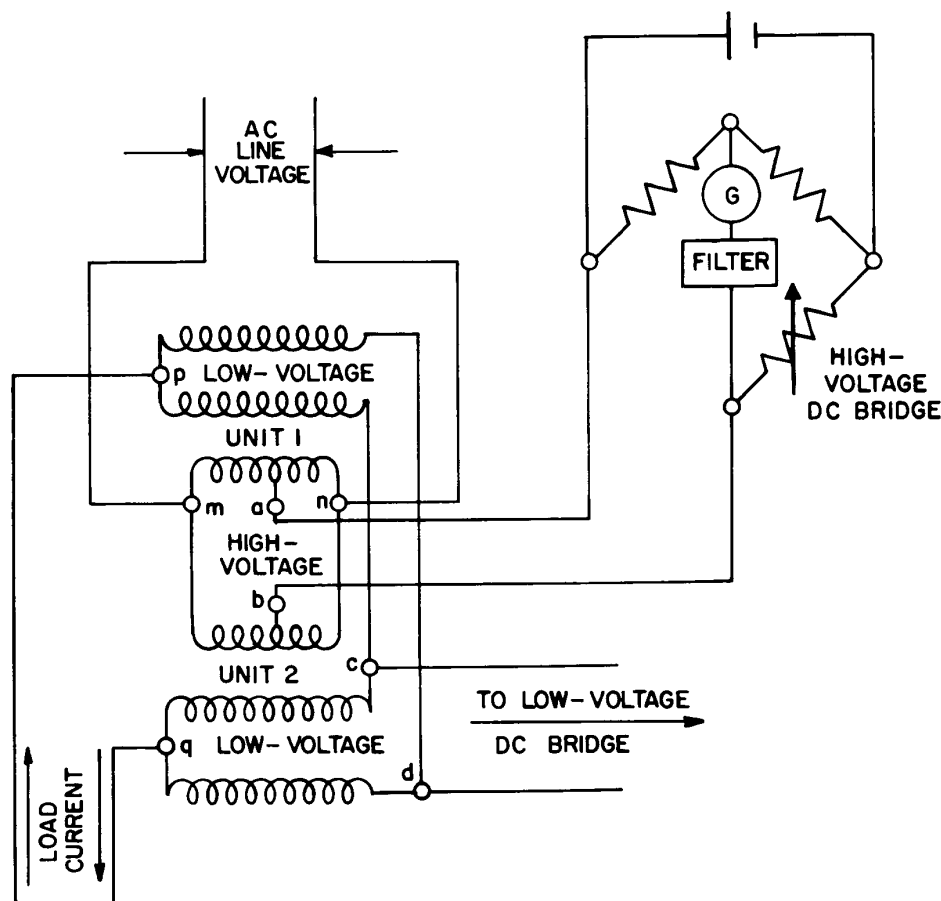 AC
LINE
VOLTAGE
G
FILTER
HIGH-
VOLTAGE
DC BRIDGE
p LOW-VOLTAGE
UNIT 1
m a n
HIGH-
VOLTAGE
b
UNIT 2
c
TO LOW-VOLTAGE
DC BRIDGE
q LOW-VOLTAGE
d
LOAD
CURRENT